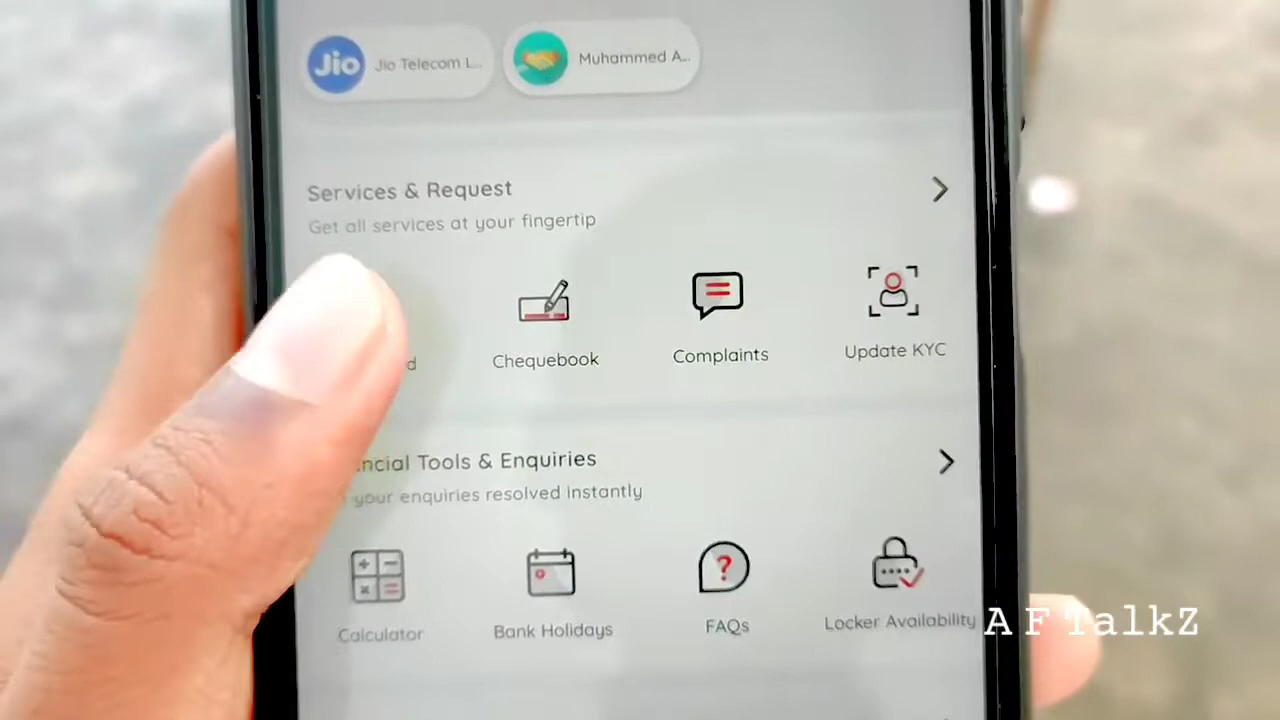 Jio Jio Telecom L...
Muhammed A...
Services & Request
Get all services at your fingertip
Chequebook
Complaints
Update KYC
Tools & Enquiries
your enquiries resolved instantly
Calculator
Bank Holidays
FAQs
Locker Availability
A F TalkZ